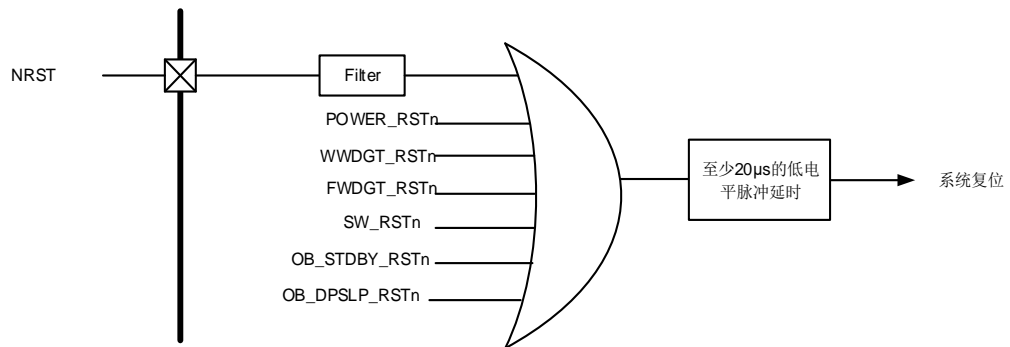 NRST
Filter
POWER_RSTn
WWDGT_RSTn
FWDGT_RSTn
SW_RSTn
OB_STDBY_RSTn
OB_DPSLP_RSTn
至少20μs的低电
平脉冲延时
系统复位